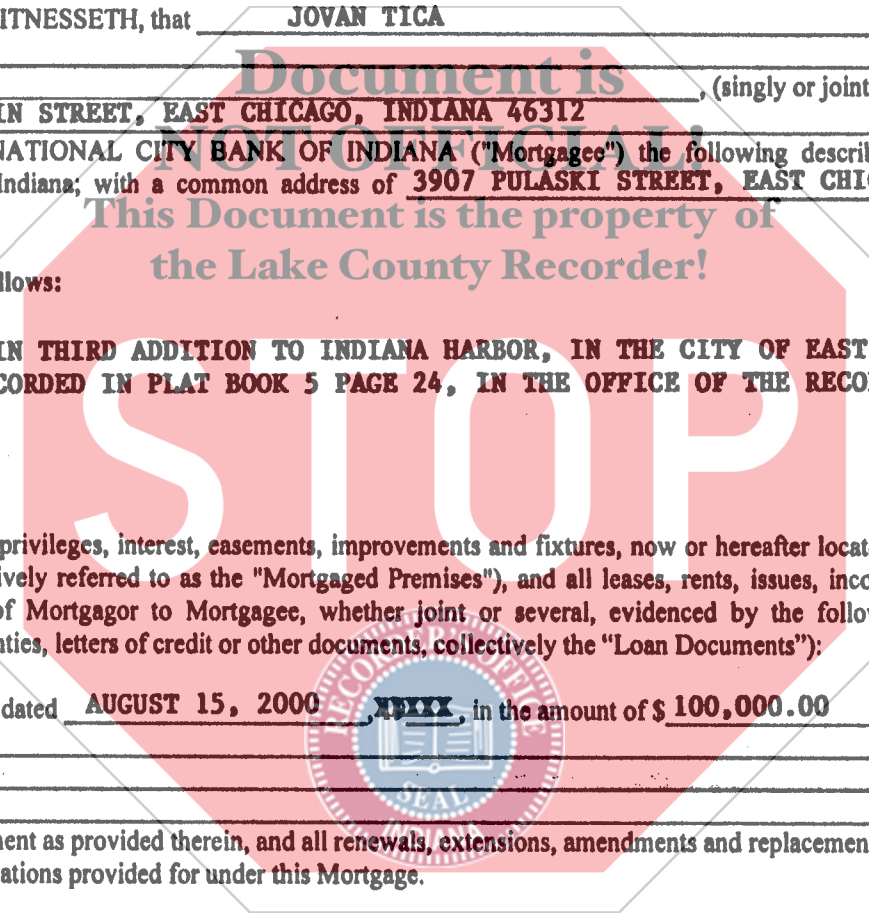 ITNESSETH, that JOVAN TICA
Document is
, (singly or joint
IN STREET, EAST CHICAGO, INDIANA 46312
NOT OFFICIAL!
NATIONAL CITY BANK OF INDIANA ("Mortgagee") the following describ
Indiana; with a common address of 3907 PULASKI STREET, EAST CHI
This Document is the property of
the Lake County Recorder!
llows:
IN THIRD ADDITION TO INDIANA HARBOR, IN THE CITY OF EAST
CORDED IN PLAT BOOK 5 PAGE 24, IN THE OFFICE OF THE RECO
STOP
privileges, interest, easements, improvements and fixtures, now or hereafter locat
ively referred to as the "Mortgaged Premises"), and all leases, rents, issues, inco
of Mortgagor to Mortgagee, whether joint or several, evidenced by the follo
nties, letters of credit or other documents, collectively the "Loan Documents"):
RECORDER'S OFFICE
dated AUGUST 15, 2000 , in the amount of $ 100,000.00
SEAL
INDIANA
ment as provided therein, and all renewals, extensions, amendments and replacemen
ations provided for under this Mortgage.